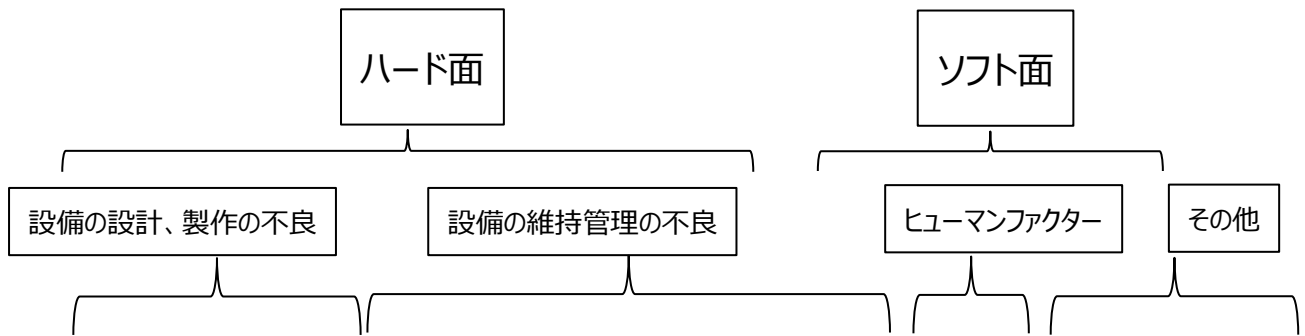 ハード面
ソフト面
設備の設計、製作の不良
設備の維持管理の不良
ヒューマンファクター
その他